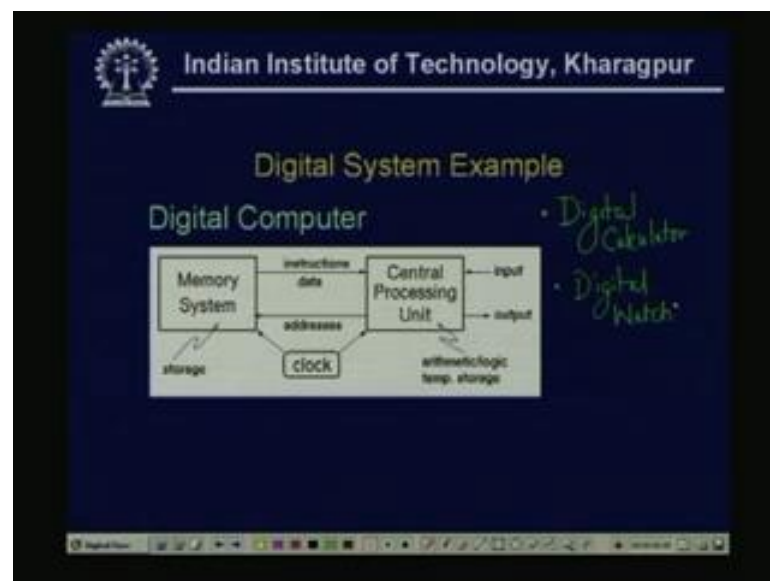 Indian Institute of Technology, Kharagpur
Digital System Example
Digital Computer
• Digital
Calculator
• Digital
Watch
Memory
System
instructions
data
addresses
Central
Processing
Unit
input
output
clock
storage
arithmetic/logic
temp. storage